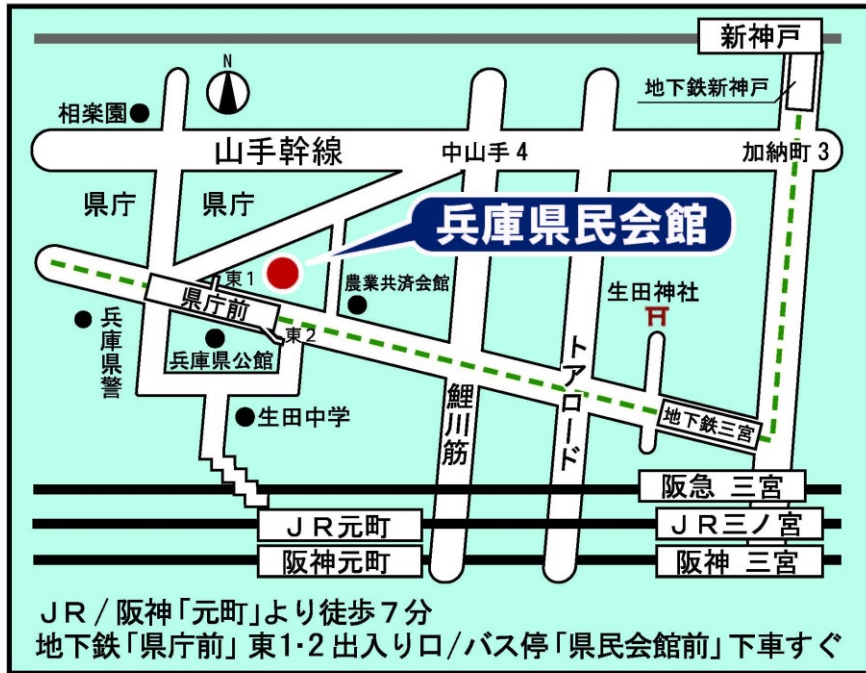 新神戸
N
地下鉄新神戸
相楽園
山手幹線
中山手4
加納町3
県庁
県庁
兵庫県民会館
東1
農業共済会館
生田神社
県庁前
東2
兵庫県警
兵庫県公館
トアロード
鯉川筋
地下鉄三宮
生田中学
阪急 三宮
JR元町
JR三ノ宮
阪神元町
阪神 三宮
JR/阪神「元町」より徒歩7分
地下鉄「県庁前」東1・2出入り口/バス停「県民会館前」下車すぐ